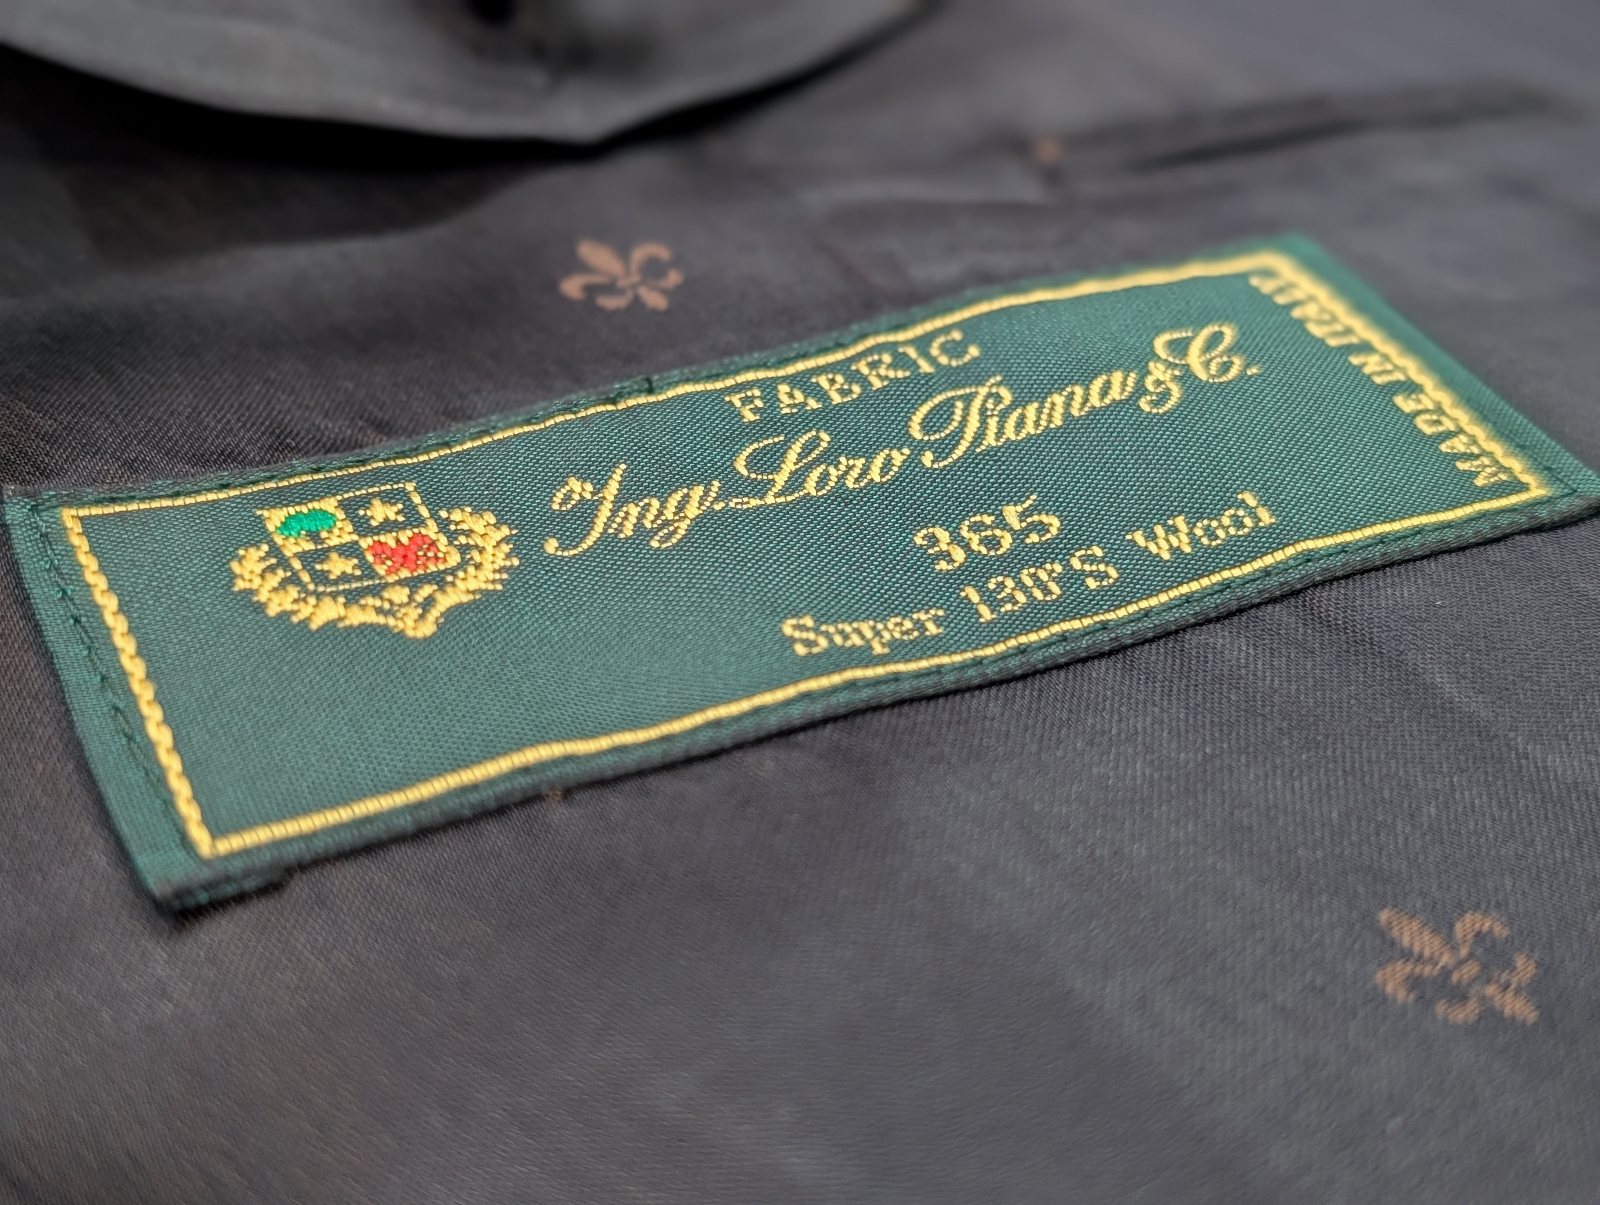 FABRIC
"Ing. Loro Piana & C.
365
Super 130'S Wool
MADE IN ITALY